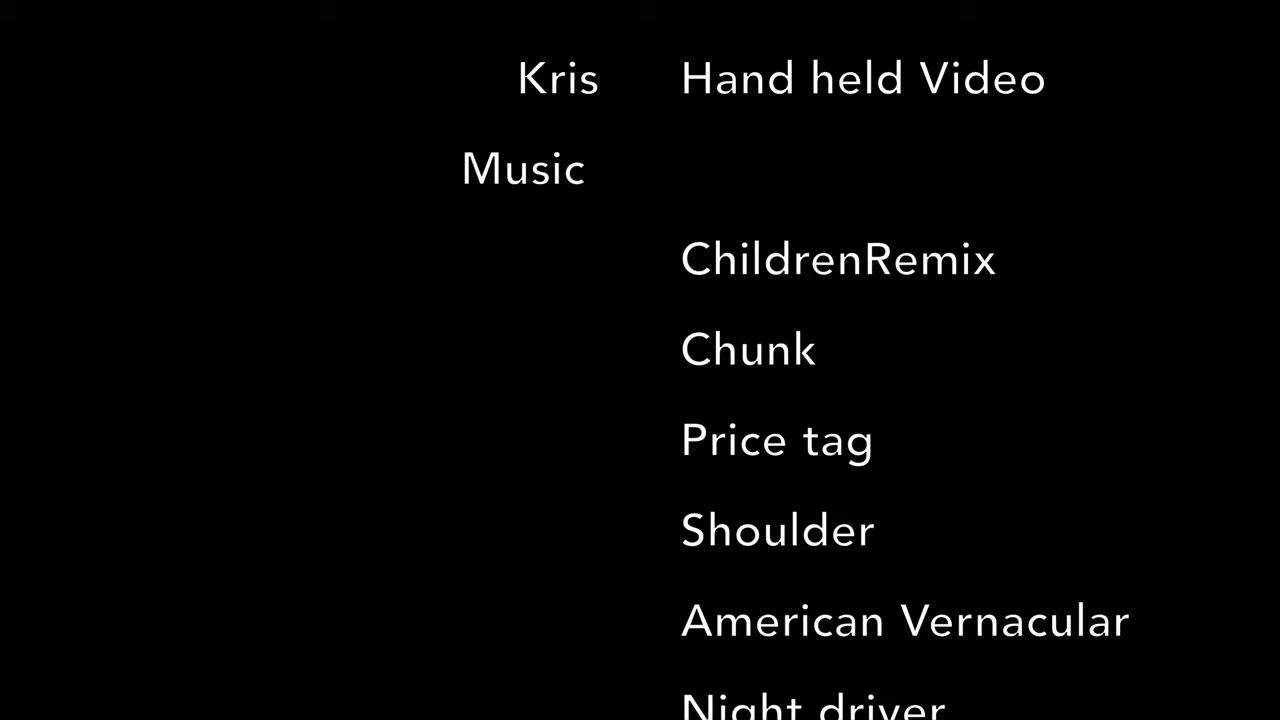 Kris Hand held Video
Music
ChildrenRemix
Chunk
Price tag
Shoulder
American Vernacular
Night driver